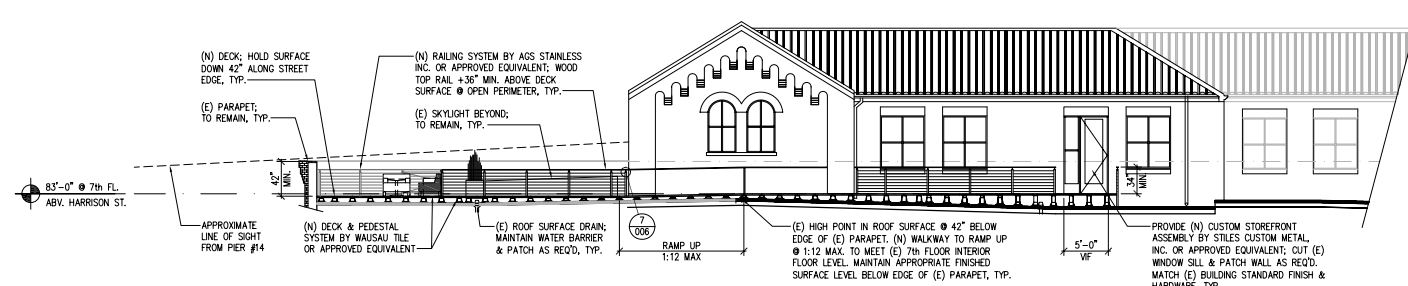 (N) DECK; HOLD SURFACE
DOWN 42" ALONG STREET
EDGE, TYP.
(E) PARAPET;
TO REMAIN, TYP.
(N) RAILING SYSTEM BY AGS STAINLESS
INC. OR APPROVED EQUIVALENT; WOOD
TOP RAIL +36" MIN. ABOVE DECK
SURFACE @ OPEN PERIMETER, TYP.
(E) SKYLIGHT BEYOND;
TO REMAIN, TYP.
42"
MIN.
83'-0" @ 7th FL.
ABV. HARRISON ST.
34"
MIN.
APPROXIMATE
LINE OF SIGHT
FROM PIER #14
(N) DECK & PEDESTAL
SYSTEM BY WAUSAU TILE
OR APPROVED EQUIVALENT
(E) ROOF SURFACE DRAIN;
MAINTAIN WATER BARRIER
& PATCH AS REQ'D, TYP.
7
006
RAMP UP
1:12 MAX
(E) HIGH POINT IN ROOF SURFACE @ 42" BELOW
EDGE OF (E) PARAPET. (N) WALKWAY TO RAMP UP
@ 1:12 MAX. TO MEET (E) 7th FLOOR INTERIOR
FLOOR LEVEL. MAINTAIN APPROPRIATE FINISHED
SURFACE LEVEL BELOW EDGE OF (E) PARAPET, TYP.
5'-0"
VIF
PROVIDE (N) CUSTOM STOREFRONT
ASSEMBLY BY STILES CUSTOM METAL,
INC. OR APPROVED EQUIVALENT; CUT (E)
WINDOW SILL & PATCH WALL AS REQ'D.
MATCH (E) BUILDING STANDARD FINISH &
HARDWARE, TYP.